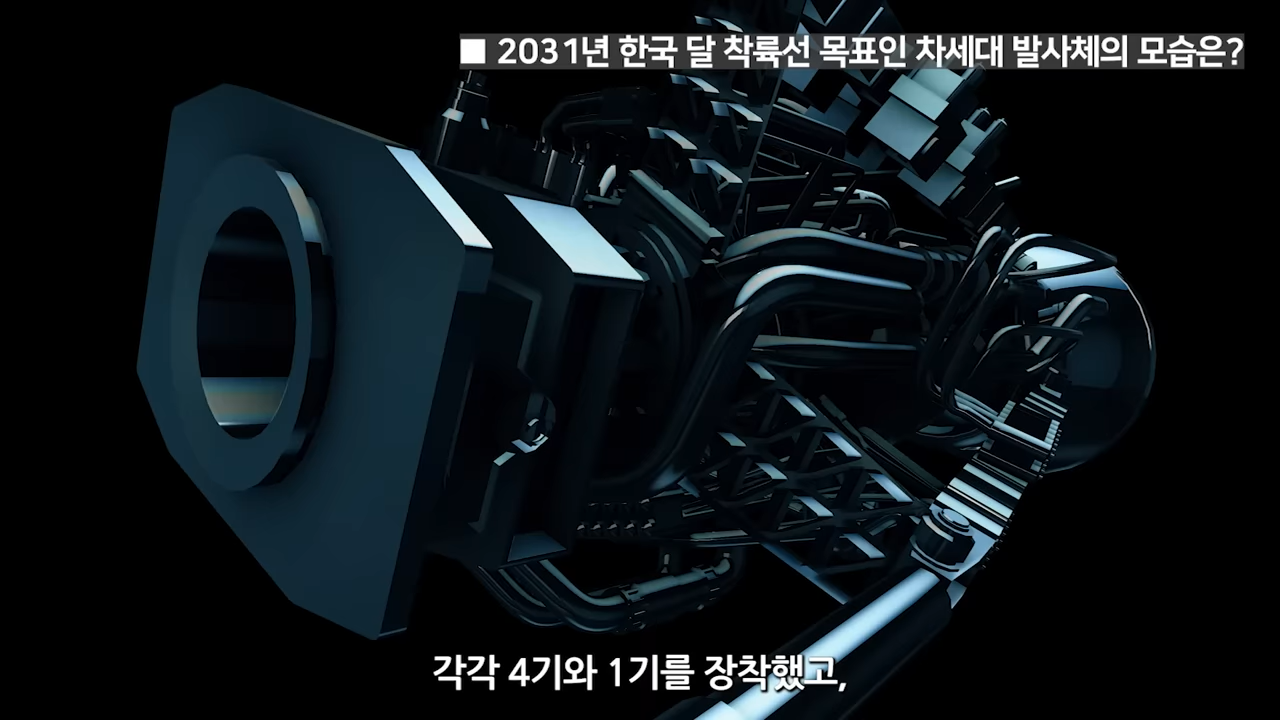 ■ 2031년 한국 달 착륙선 목표인 차세대 발사체의 모습은?
각각 4기와 1기를 장착했고,